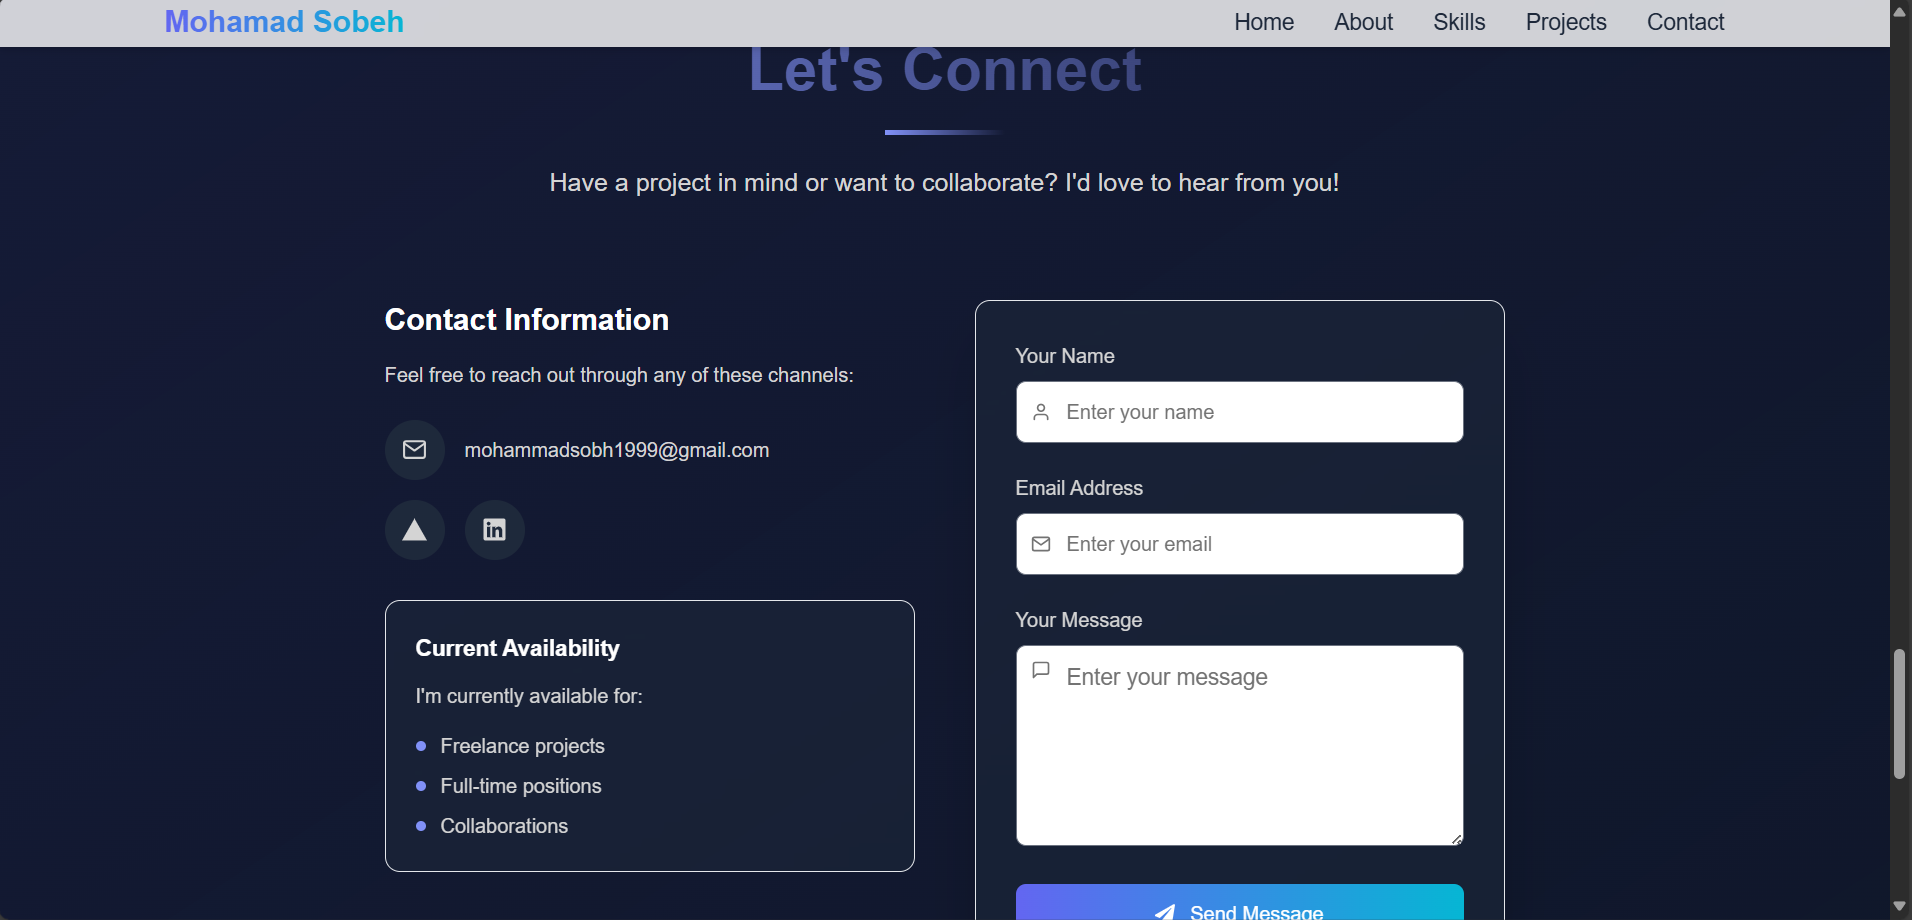 Mohamad Sobeh
Home About Skills Projects Contact
Let's Connect
Have a project in mind or want to collaborate? I'd love to hear from you!
Contact Information
Feel free to reach out through any of these channels:
mohammadsobh1999@gmail.com
in
Current Availability
I'm currently available for:
Freelance projects
Full-time positions
Collaborations
Your Name
Enter your name
Email Address
Enter your email
Your Message
Enter your message
Send Message